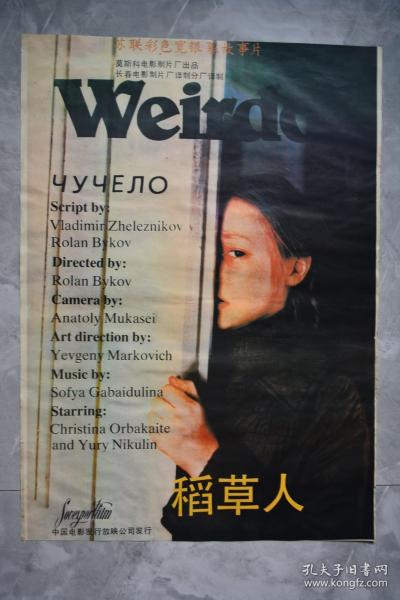 苏联彩色宽银幕故事片
莫斯科电影制片厂出品
长春电影制片厂译制分厂译制
Weirdo
ЧУЧЕЛО
Script by:
Vladimir Zheleznikov
Rolan Bykov
Directed by:
Rolan Bykov
Camera by:
Anatoly Mukasei
Art direction by:
Yevgeny Markovich
Music by:
Sofya Gabaidulina
Starring:
Christina Orbakaite
and Yury Nikulin
稻草人
Sovexportfilm
中国电影发行放映公司发行
孔夫子旧书网
www.kongfz.com